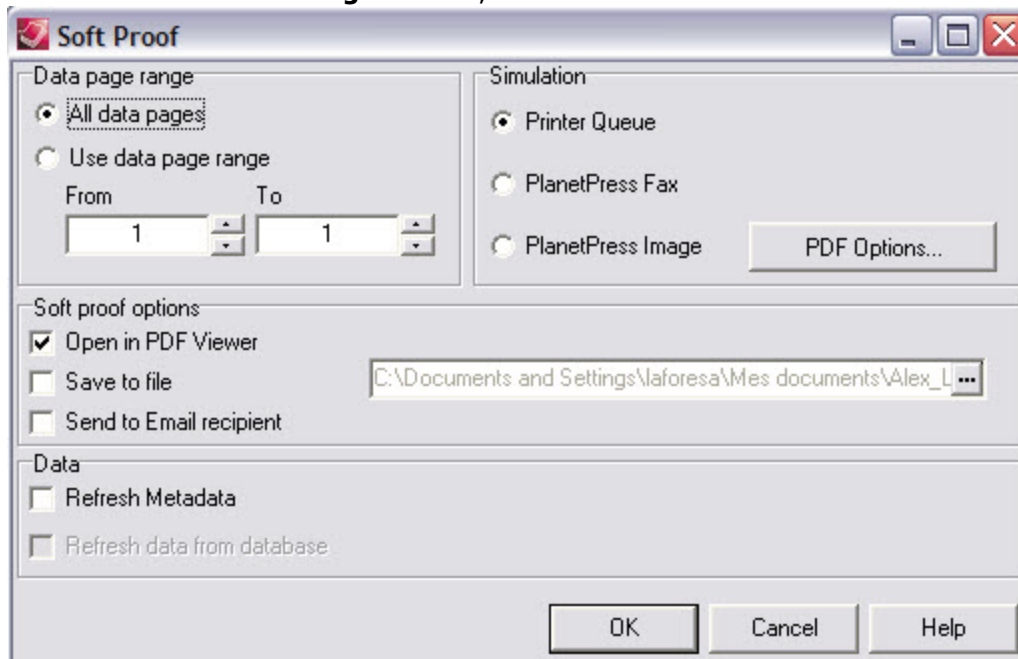 Soft Proof
Data page range
All data pages
Use data page range
From To
1 1
Simulation
Printer Queue
PlanetPress Fax
PlanetPress Image PDF Options...
Soft proof options
Open in PDF Viewer
Save to file C:\Documents and Settings\laforesa\Mes documents\Alex_L ...
Send to Email recipient
Data
Refresh Metadata
Refresh data from database
OK Cancel Help